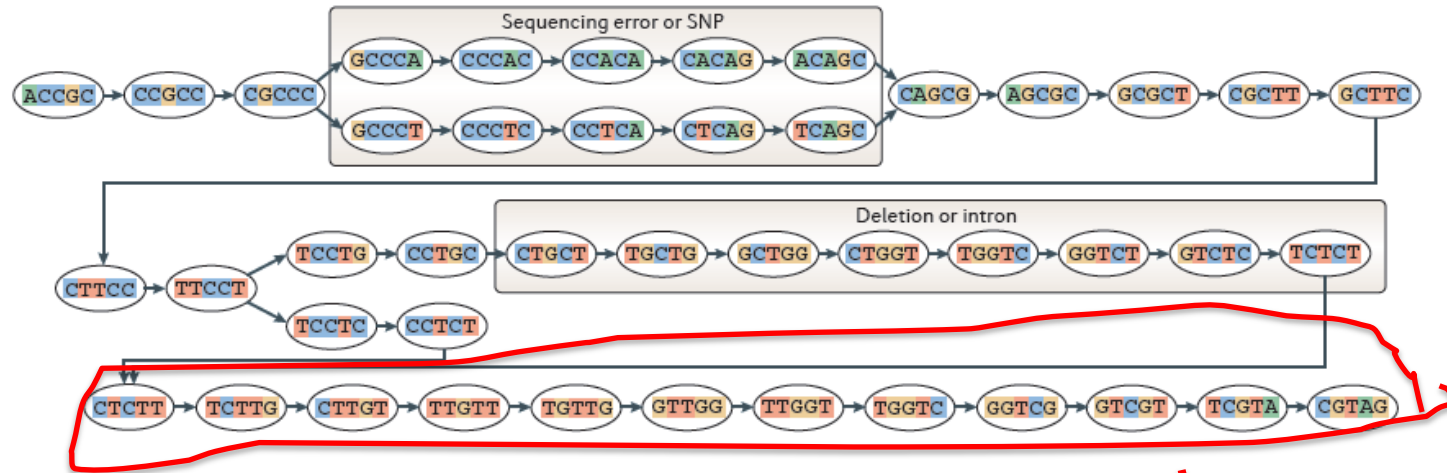 Sequencing error or SNP
GCCCA CCCAC CCACA CACAG ACAGC
ACCGC CCGCC CGCCC CAGCG AGCGC GCGCT CGCTT GCTTC
GCCCT CCCTC CCTCA CTCAG TCAGC
Deletion or intron
TCCTG CCTGC CTGCT TGCTG GCTGG CTGGT TGGTC GGTCT GTCTC TCTCT
CTTCC TTCCT
TCCTC CCTCT
CTCTT TCTTG CTTGT TTGTT TGTTG GTTGG TTGGT TGGTC GGTCG GTCGT TCGTA CGTAG